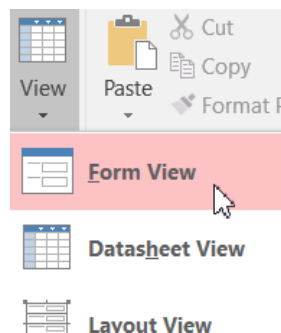 View
Paste
Cut
Copy
Format
Form View
Datasheet View
Layout View